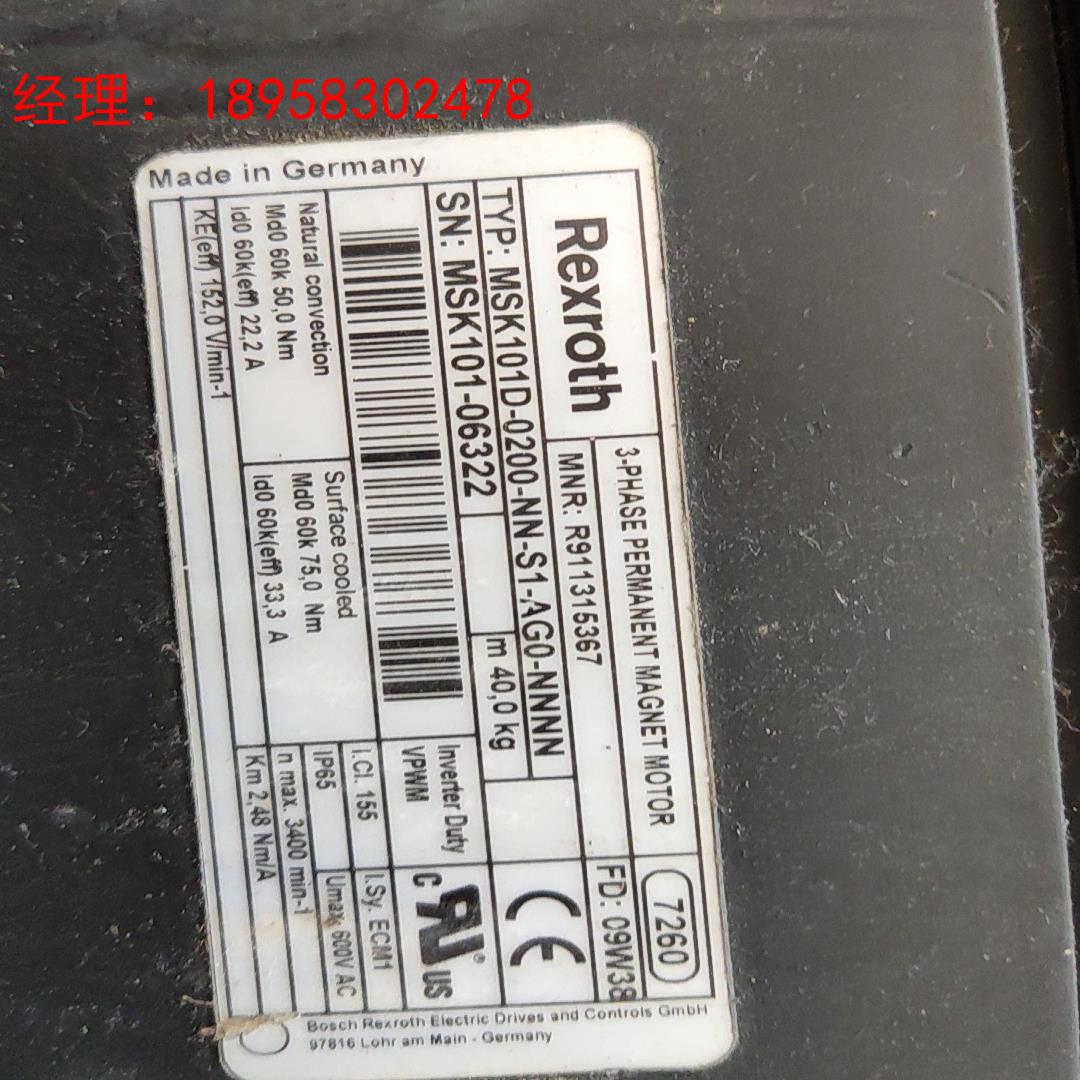 经理：18958302478
Made in Germany
Rexroth
3-PHASE PERMANENT MAGNET MOTOR
7260
MNR: R911315367
FD: 09W38
TYP: MSK101D-0200-NN-S1-AG0-NNNN
SN: MSK101-06322
m 40,0 kg
CE
Inverter Duty
VPWM
c UR ® US
Natural convection
Md0 60k 50,0 Nm
Id0 60k(eff) 22,2 A
KE(eff) 152,0 V/min-1
Surface cooled
Md0 60k 75,0 Nm
Id0 60k(eff) 33,3 A
I.Cl. 155
I.Sy. ECM1
IP65
Umax 600V AC
n max. 3400 min-1
Km 2,48 Nm/A
Bosch Rexroth Electric Drives and Controls GmbH
97816 Lohr am Main - Germany